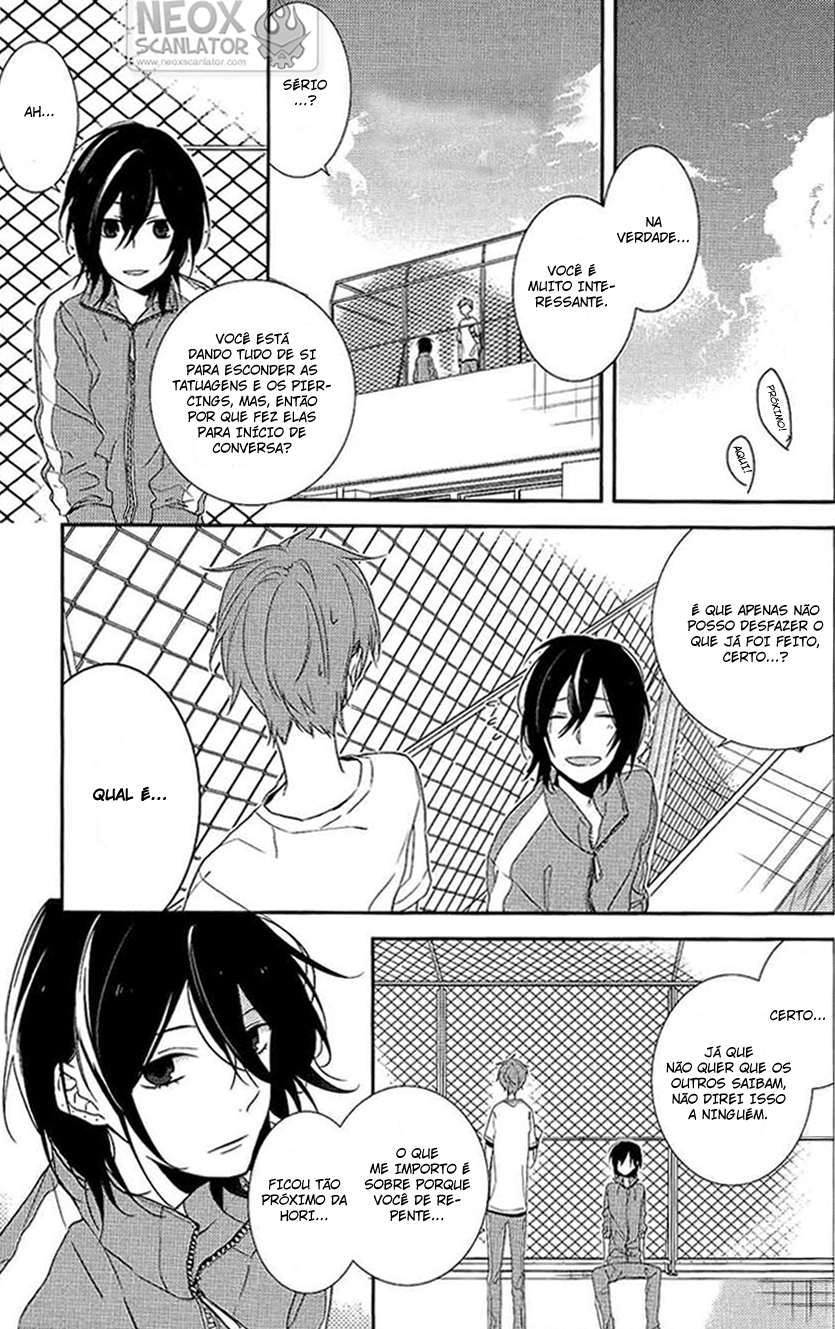 NEOX
SCANLATOR
www.neoxscanlator.com
PRÓXIMO!
AQUI!
NA
VERDADE...
VOCÊ É
MUITO INTE-
RESSANTE.
SÉRIO
...?
VOCÊ ESTÁ
DANDO TUDO DE SI
PARA ESCONDER AS
TATUAGENS E OS PIER-
CINGS, MAS, ENTÃO
POR QUE FEZ ELAS
PARA INÍCIO DE
CONVERSA?
AH...
É QUE APENAS NÃO
POSSO DESFAZER O
QUE JÁ FOI FEITO,
CERTO...?
QUAL É...
CERTO...
JÁ QUE
NÃO QUER QUE OS
OUTROS SAIBAM,
NÃO DIREI ISSO
A NINGUÉM.
O QUE
ME IMPORTO É
SOBRE PORQUE
VOCÊ DE RE-
PENTE...
FICOU TÃO
PRÓXIMO DA
HORI...